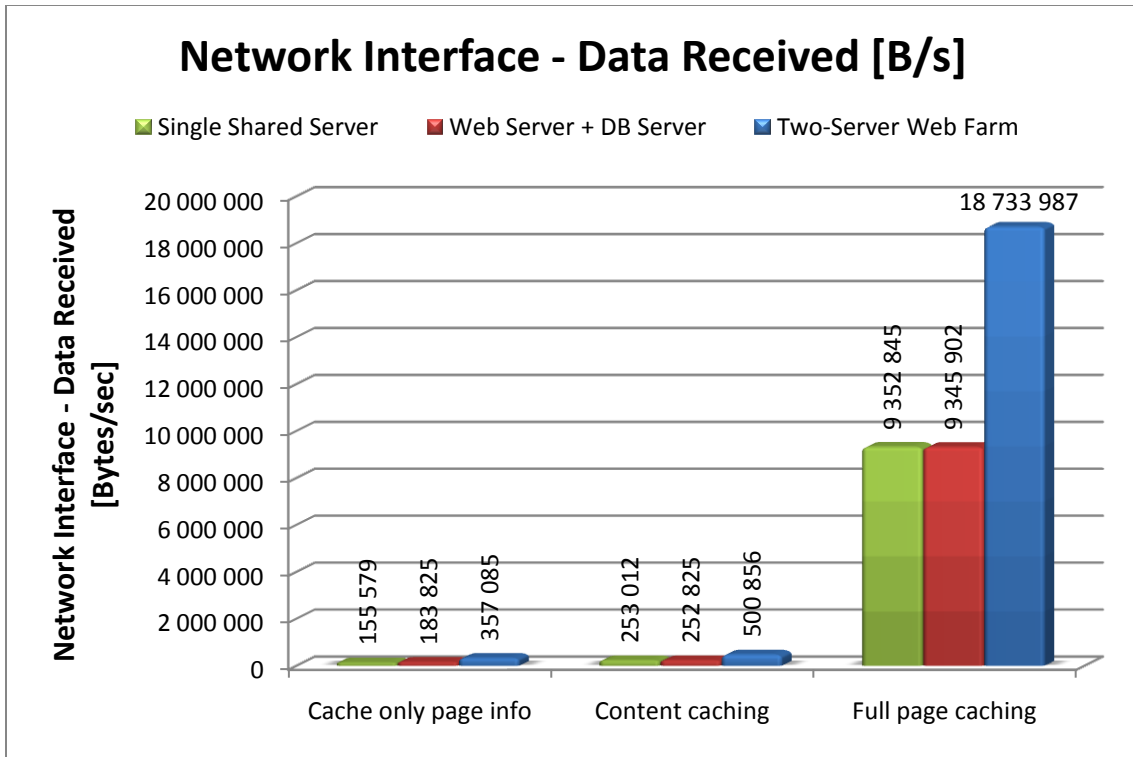 Network Interface - Data Received [B/s]
Single Shared Server
Web Server + DB Server
Two-Server Web Farm
Network Interface - Data Received
[Bytes/sec]
20 000 000
18 000 000
16 000 000
14 000 000
12 000 000
10 000 000
8 000 000
6 000 000
4 000 000
2 000 000
0
155 579
183 825
357 085
253 012
252 825
500 856
9 352 845
9 345 902
18 733 987
Cache only page info
Content caching
Full page caching